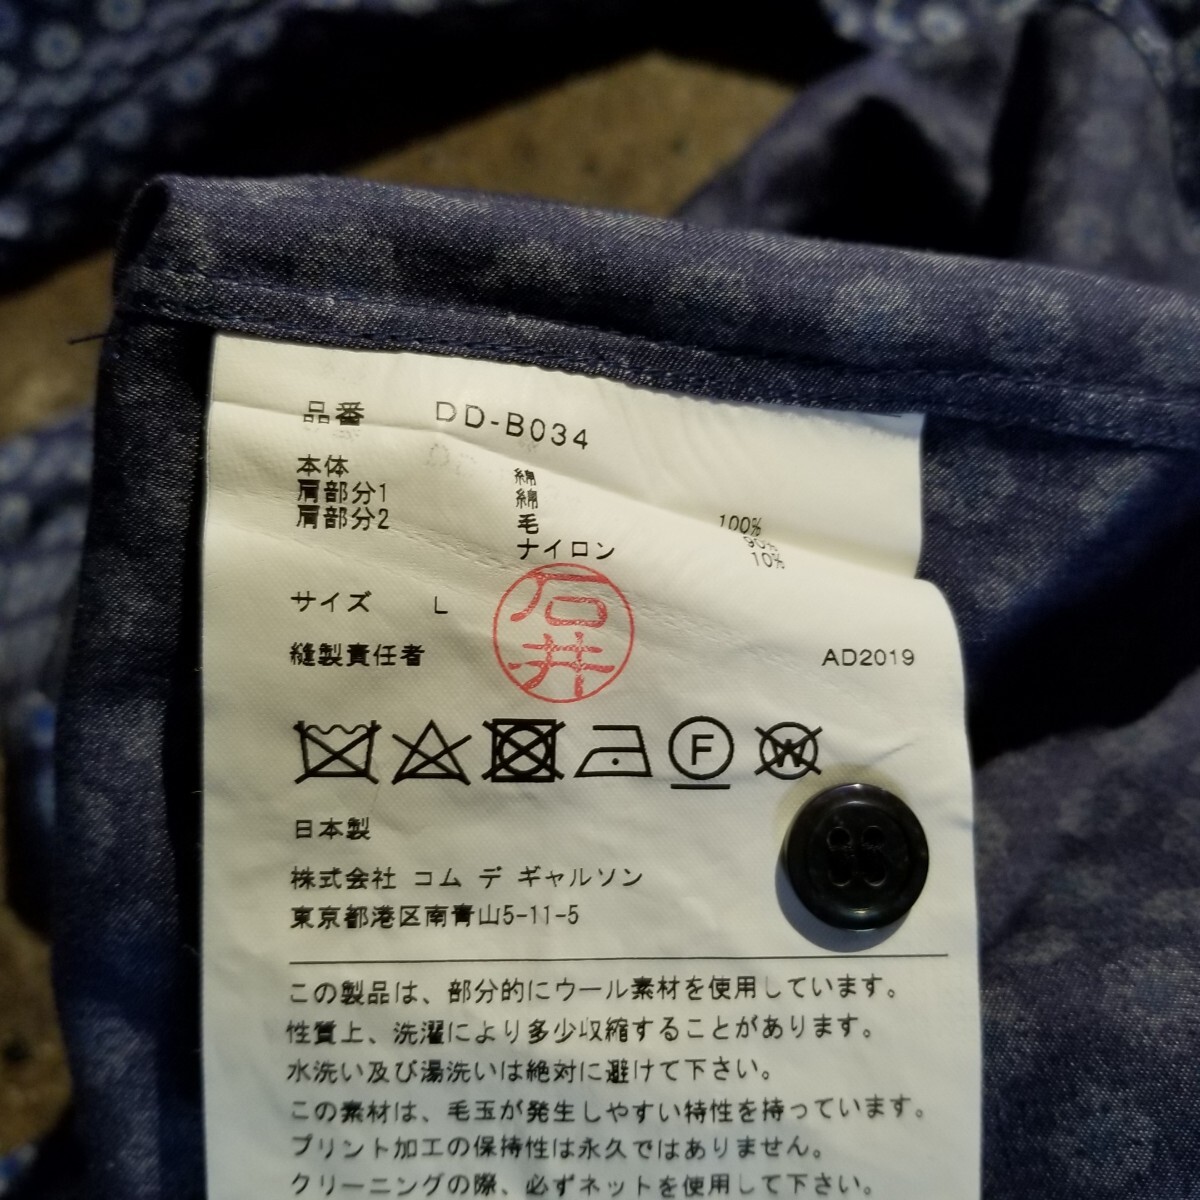 品番 DD-B034
本体 綿
肩部分1 綿 100%
肩部分2 毛 90%
ナイロン 10%
サイズ L
石井
縫製責任者 AD2019
F
W
日本製
株式会社 コム デ ギャルソン
東京都港区南青山5-11-5
この製品は、部分的にウール素材を使用しています。
性質上、洗濯により多少収縮することがあります。
水洗い及び湯洗いは絶対に避けて下さい。
この素材は、毛玉が発生しやすい特性を持っています。
プリント加工の保持性は永久ではありません。
クリーニングの際、必ずネットを使用して下さい。